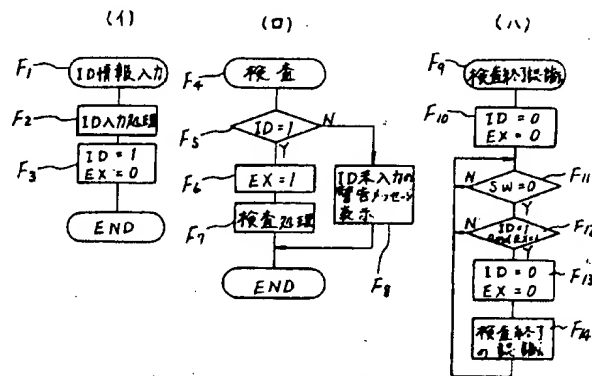 (イ)
F1
ID情報入力
F2
ID入力処理
F3
ID=1
EX=0
END
(ロ)
F4
検査
F5
ID=1
N
Y
F6
EX=1
F7
検査処理
ID未入力の
警告メッセージ
表示
F8
END
(ハ)
F9
検査終了認識
F10
ID=0
EX=0
F11
N
SW=0
Y
F12
N
ID=1
and EX=1
Y
F13
ID=0
EX=0
F14
検査終了
の認識